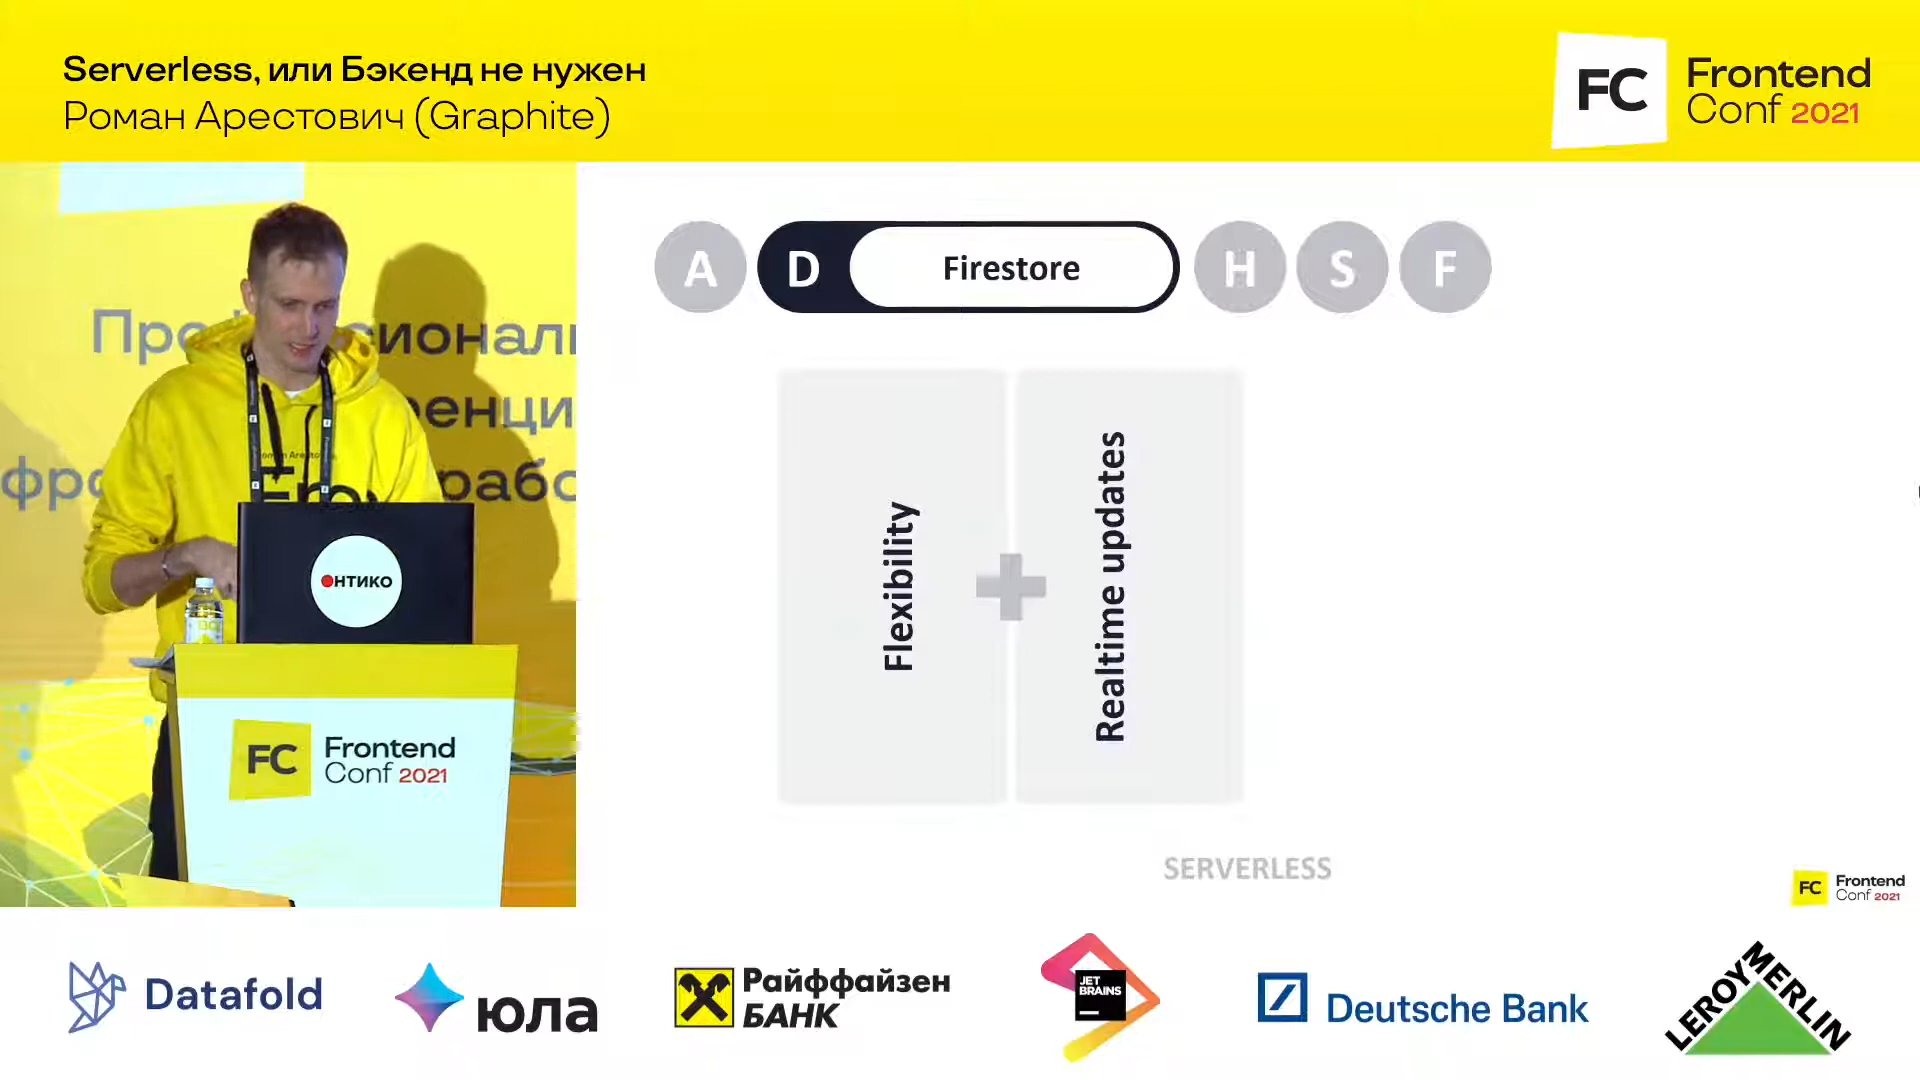 Serverless, или Бэкенд не нужен
Роман Арестович (Graphite)
FC
Frontend
Conf 2021
A
D
Firestore
H
S
F
Flexibility
Realtime updates
SERVERLESS
FC
Frontend
Conf 2021
ОНТИКО
FC
Frontend
Conf 2021
Datafold
юла
Райффайзен
БАНК
JET
BRAINS
Deutsche Bank
LEROY MERLIN